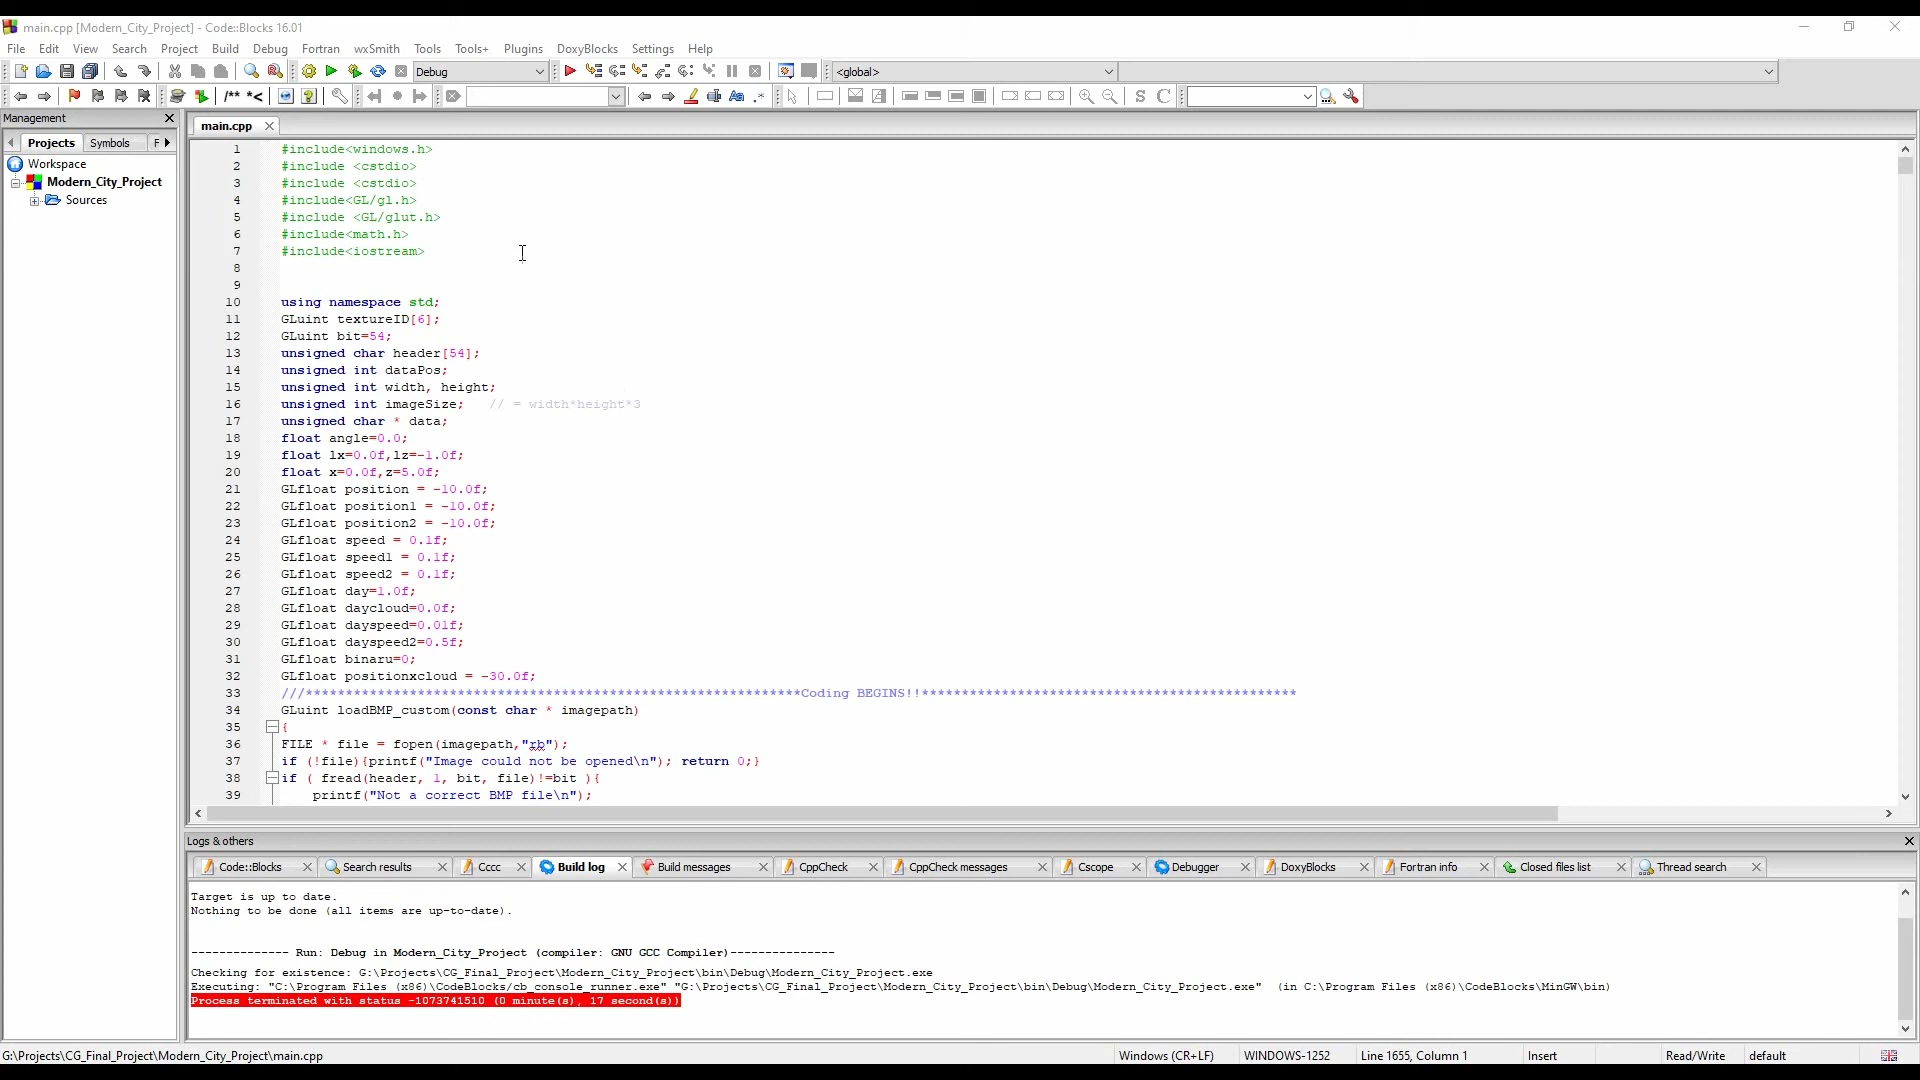 main.cpp [Modern_City_Project] - Code::Blocks 16.01
File Edit View Search Project Build Debug Fortran wxSmith Tools Tools+ Plugins DoxyBlocks Settings Help
Debug
<global>
/** *<
Aa .*
S C
Management
Projects Symbols F
Workspace
Modern_City_Project
Sources
main.cpp
1 #include<windows.h>
2 #include <cstdio>
3 #include <cstdio>
4 #include<GL/gl.h>
5 #include <GL/glut.h>
6 #include<math.h>
7 #include<iostream>
8
9
10 using namespace std;
11 GLuint textureID[6];
12 GLuint bit=54;
13 unsigned char header[54];
14 unsigned int dataPos;
15 unsigned int width, height;
16 unsigned int imageSize;   // = width*height*3
17 unsigned char * data;
18 float angle=0.0;
19 float lx=0.0f,lz=-1.0f;
20 float x=0.0f,z=5.0f;
21 GLfloat position = -10.0f;
22 GLfloat position1 = -10.0f;
23 GLfloat position2 = -10.0f;
24 GLfloat speed = 0.1f;
25 GLfloat speed1 = 0.1f;
26 GLfloat speed2 = 0.1f;
27 GLfloat day=1.0f;
28 GLfloat daycloud=0.0f;
29 GLfloat dayspeed=0.01f;
30 GLfloat dayspeed2=0.5f;
31 GLfloat binaru=0;
32 GLfloat positionxcloud = -30.0f;
33 ///**************************************************************Coding BEGINS!!***********************************************
34 GLuint loadBMP_custom(const char * imagepath)
35 {
36 FILE * file = fopen(imagepath,"rb");
37 if (!file){printf("Image could not be opened\n"); return 0;}
38 if ( fread(header, 1, bit, file)!=bit ){
39     printf("Not a correct BMP file\n");
Logs & others
Code::Blocks Search results Cccc Build log Build messages CppCheck CppCheck messages Cscope Debugger DoxyBlocks Fortran info Closed files list Thread search
Target is up to date.
Nothing to be done (all items are up-to-date).
-------------- Run: Debug in Modern_City_Project (compiler: GNU GCC Compiler)---------------
Checking for existence: G:\Projects\CG_Final_Project\Modern_City_Project\bin\Debug\Modern_City_Project.exe
Executing: "C:\Program Files (x86)\CodeBlocks/cb_console_runner.exe" "G:\Projects\CG_Final_Project\Modern_City_Project\bin\Debug\Modern_City_Project.exe"  (in C:\Program Files (x86)\CodeBlocks\MinGW\bin)
Process terminated with status -1073741510 (0 minute(s), 17 second(s))
G:\Projects\CG_Final_Project\Modern_City_Project\main.cpp Windows (CR+LF) WINDOWS-1252 Line 1655, Column 1 Insert Read/Write default